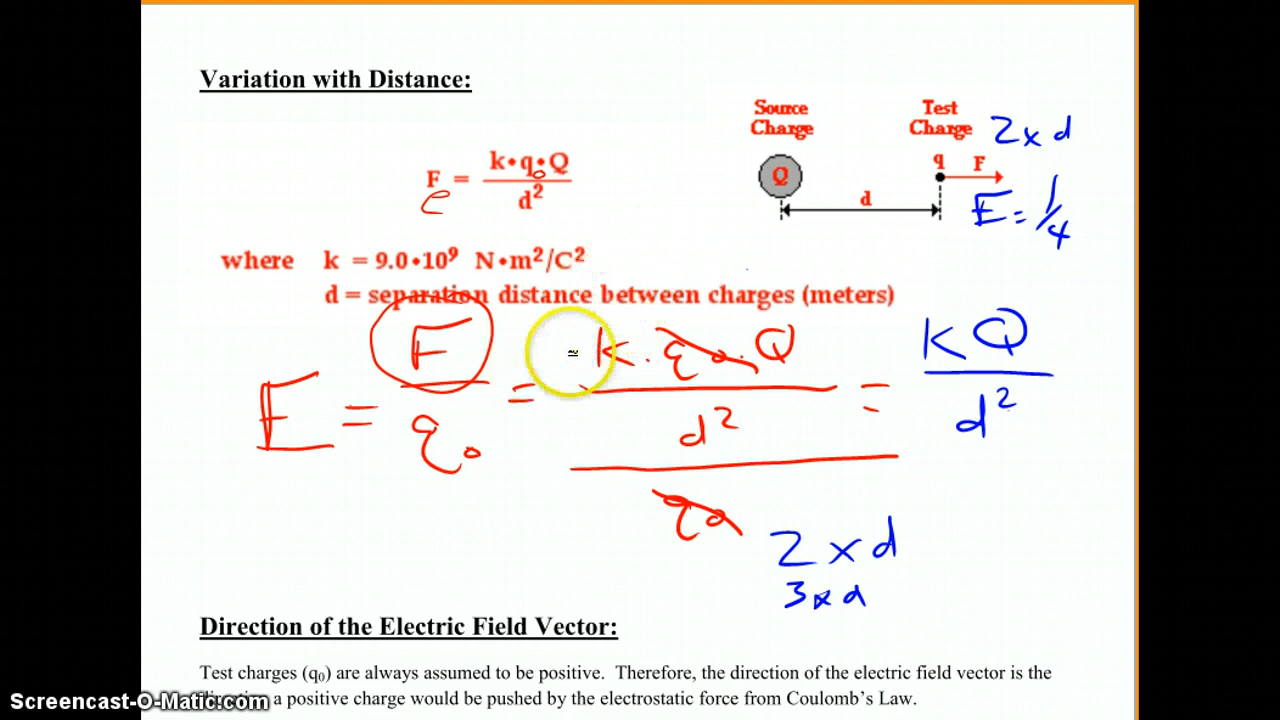 Variation with Distance:
Source Charge
Test Charge
2 x d
F e = k•q0•Q / d²
Q
q F
d
E = 1/4
where k = 9.0•10⁹ N•m²/C²
d = separation distance between charges (meters)
E = F / q0 = k . q0 . Q / d² / q0 = kQ / d²
2 x d
3 x d
Direction of the Electric Field Vector:
Test charges (q₀) are always assumed to be positive. Therefore, the direction of the electric field vector is the
a positive charge would be pushed by the electrostatic force from Coulomb's Law.
Screencast-O-Matic.com